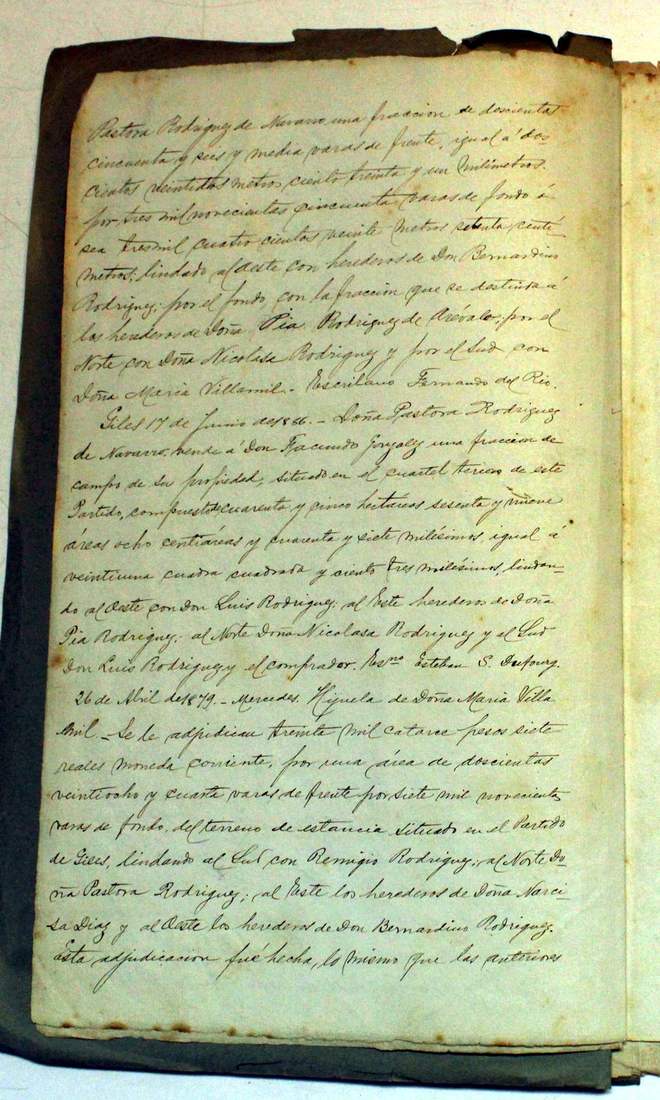 Pastora Rodriguez de Navarro, una fraccion de doscientas
cincuenta y seis y media varas de frente, igual á dos
cientos veintidos metros ciento treinta y un milimetros.
por tres mil novecientas cincuenta varas de fondo ó
sea tres mil cuatro cientos veinte metros setenta centi
metros; lindado al Oeste con herederos de Don Bernardino
Rodriguez; por el fondo, con la fracción que se destina á
los herederos de Doña Pia Rodriguez de Arévalo; por el
Norte con Doña Nicolasa Rodriguez y por el Sud con
Doña Maria Villamil. - Escribano Fernando del Rio.
Giles 17 de Junio de 1886. - Doña Pastora Rodriguez
de Navarro, vende á Don Facundo Gonzalez una fraccion de
campo de su propiedad, situado en el cuartel tercero de este
Partido, compuesto de cuarenta y cinco hectáreas sesenta y nueve
áreas ocho centiáreas y cuarenta y siete milésimos, igual á
veintiuna cuadra cuadrada y ciento tres milésimos, lindan-
do al Oeste con Don Luis Rodriguez; al Este herederos de Doña
Pia Rodriguez; al Norte Doña Nicolasa Rodriguez y el Sud
Don Luis Rodriguez y el comprador. Esno Esteban S. Dufourg.
26 de Abril de 1879. - Mercedes. Hijuela de Doña Maria Villa
mil - Se le adjudican treinta mil catorce pesos siete
reales moneda corriente, por una área de doscientas
veintiocho y cuarta varas de frente por siete mil novecientas
varas de fondo, del terreno de estancia situado en el Partido
de Giles, lindando al Sud con Remigio Rodriguez; al Norte Do-
ña Pastora Rodriguez; al Este los herederos de Doña Narci-
sa Diaz y al Oeste los herederos de Don Bernardino Rodriguez.
Esta adjudicacion fué hecha, lo mismo que las anteriores